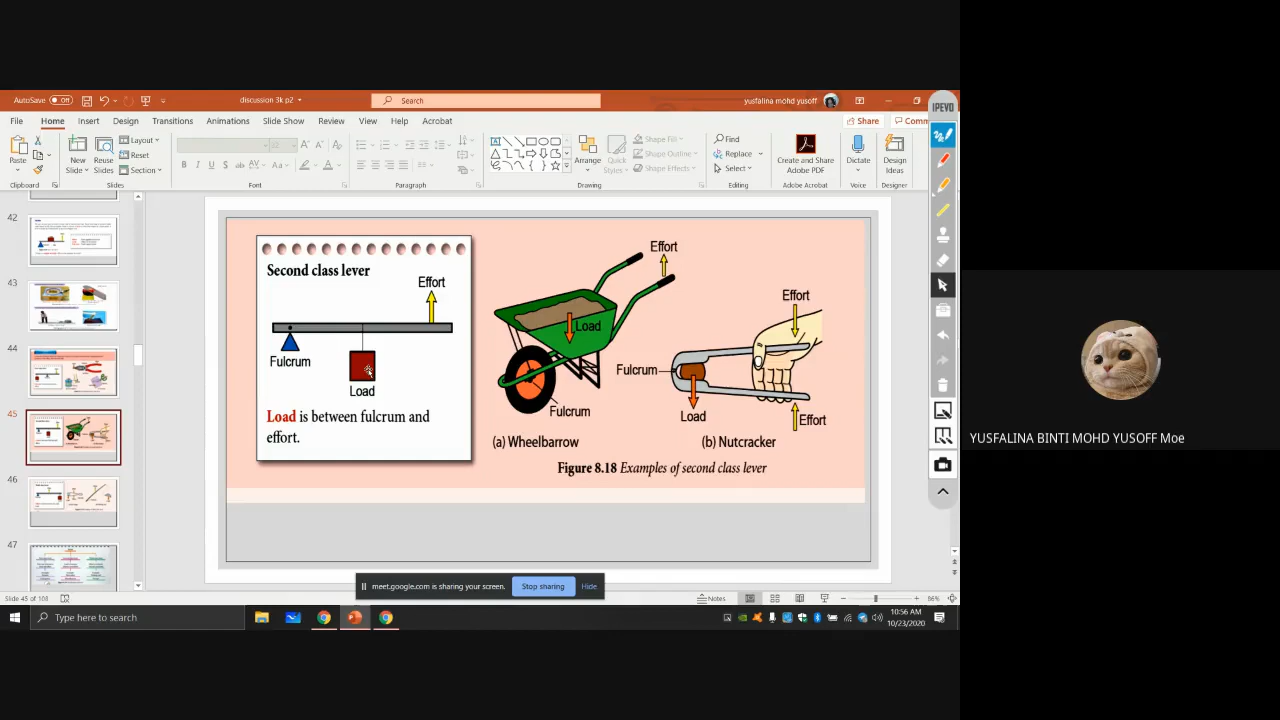 AutoSave Off
discussion 3k p2
Search
yusfalina mohd yusoff
IPEVO
File Home Insert Design Transitions Animations Slide Show Review View Help Acrobat
Share Comm
Paste
New Slide
Reuse Slides
Layout
Reset
Section
Arrange
Quick Styles
Shape Fill
Shape Outline
Shape Effects
Find
Replace
Select
Create and Share Adobe PDF
Dictate
Design Ideas
Clipboard Slides Font Paragraph Drawing Editing Adobe Acrobat Voice Designer
42
43
44
45
46
47
Second class lever
Effort
Fulcrum
Load
Load is between fulcrum and
effort.
Effort
Load
Fulcrum
(a) Wheelbarrow
Effort
Fulcrum
Load
Effort
(b) Nutcracker
Figure 8.18 Examples of second class lever
YUSFALINA BINTI MOHD YUSOFF Moe
meet.google.com is sharing your screen. Stop sharing Hide
Slide 45 of 108
Notes
86%
Type here to search
10:56 AM
10/23/2020